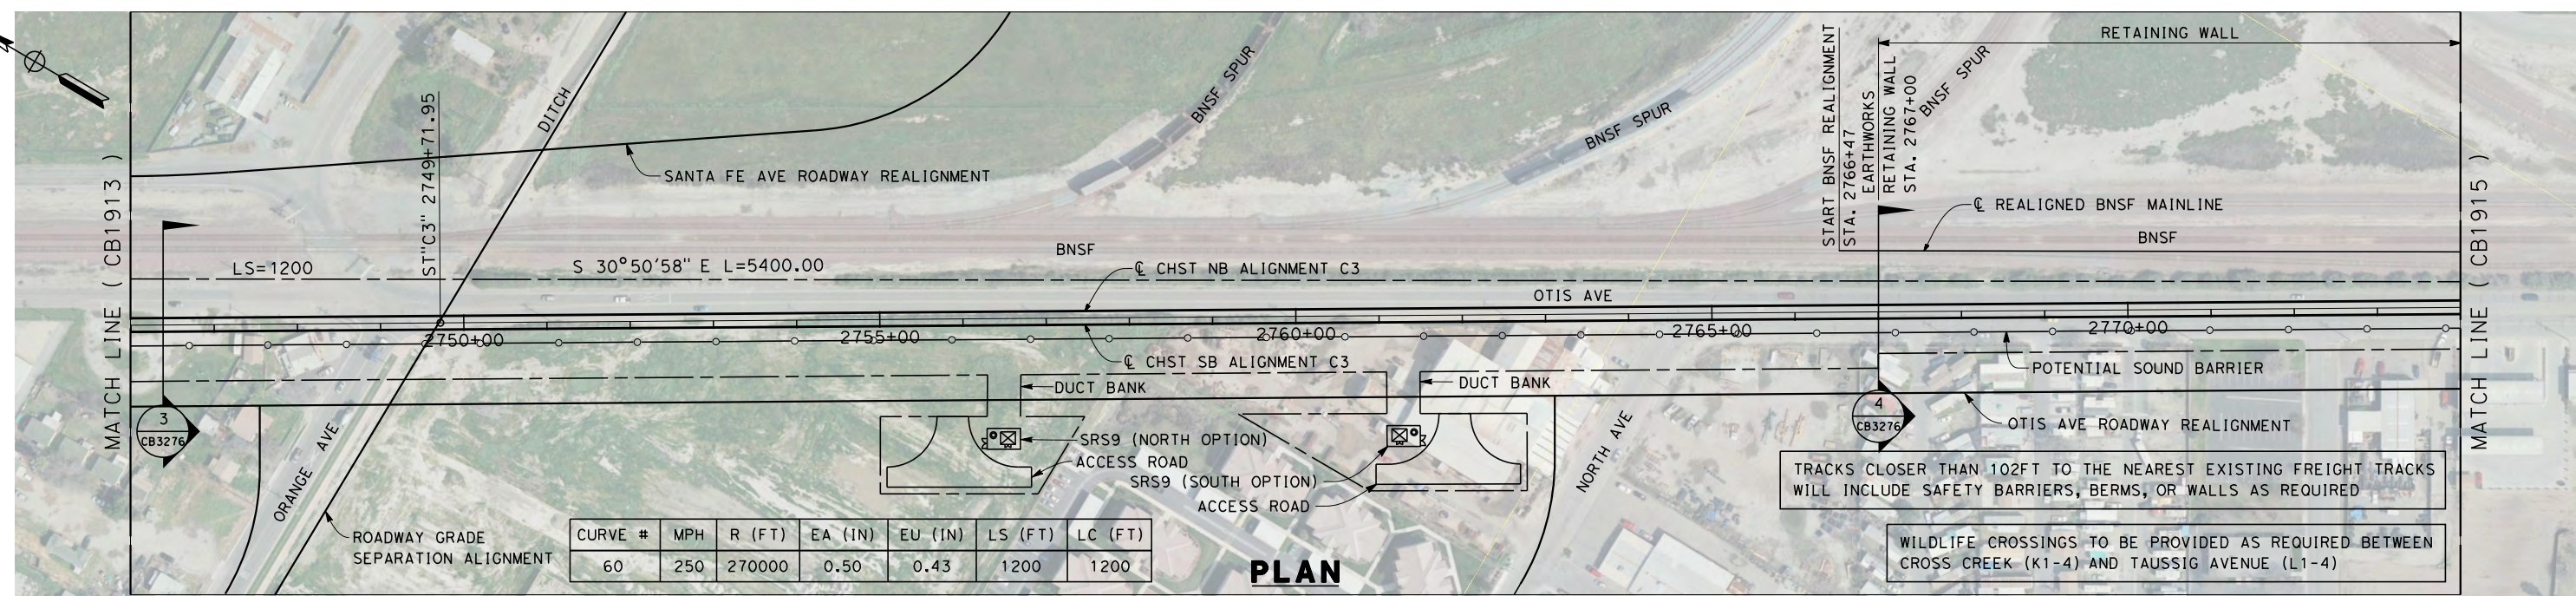 RETAINING WALL
START BNSF REALIGNMENT
STA. 2766+47
EARTHWORKS
RETAINING WALL
STA. 2767+00
BNSF SPUR
BNSF SPUR
BNSF SPUR
DITCH
ST"C3" 2749+71.95
SANTA FE AVE ROADWAY REALIGNMENT
MATCH LINE ( CB1913 )
MATCH LINE ( CB1915 )
℄ REALIGNED BNSF MAINLINE
BNSF
BNSF
LS=1200
S 30°50'58" E L=5400.00
℄ CHST NB ALIGNMENT C3
OTIS AVE
2750+00
2755+00
2760+00
2765+00
2770+00
℄ CHST SB ALIGNMENT C3
POTENTIAL SOUND BARRIER
DUCT BANK
DUCT BANK
3
CB3276
4
CB3276
OTIS AVE ROADWAY REALIGNMENT
ORANGE AVE
NORTH AVE
SRS9 (NORTH OPTION)
ACCESS ROAD
SRS9 (SOUTH OPTION)
ACCESS ROAD
TRACKS CLOSER THAN 102FT TO THE NEAREST EXISTING FREIGHT TRACKS
WILL INCLUDE SAFETY BARRIERS, BERMS, OR WALLS AS REQUIRED
ROADWAY GRADE
SEPARATION ALIGNMENT
CURVE # MPH R (FT) EA (IN) EU (IN) LS (FT) LC (FT)
60 250 270000 0.50 0.43 1200 1200
PLAN
WILDLIFE CROSSINGS TO BE PROVIDED AS REQUIRED BETWEEN
CROSS CREEK (K1-4) AND TAUSSIG AVENUE (L1-4)